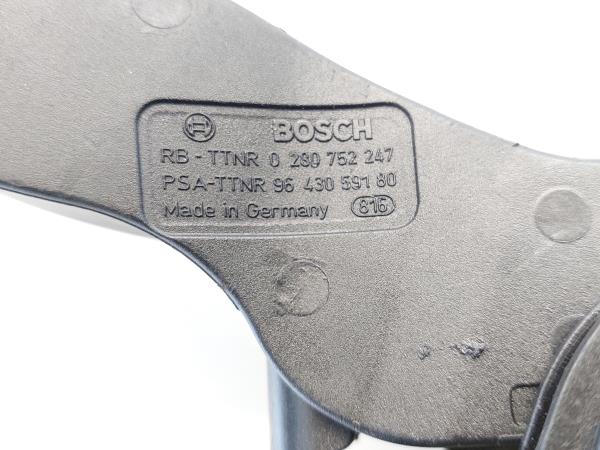 BOSCH
RB - TTNR 0 280 752 247
PSA-TTNR 96 430 591 80
Made in Germany 816